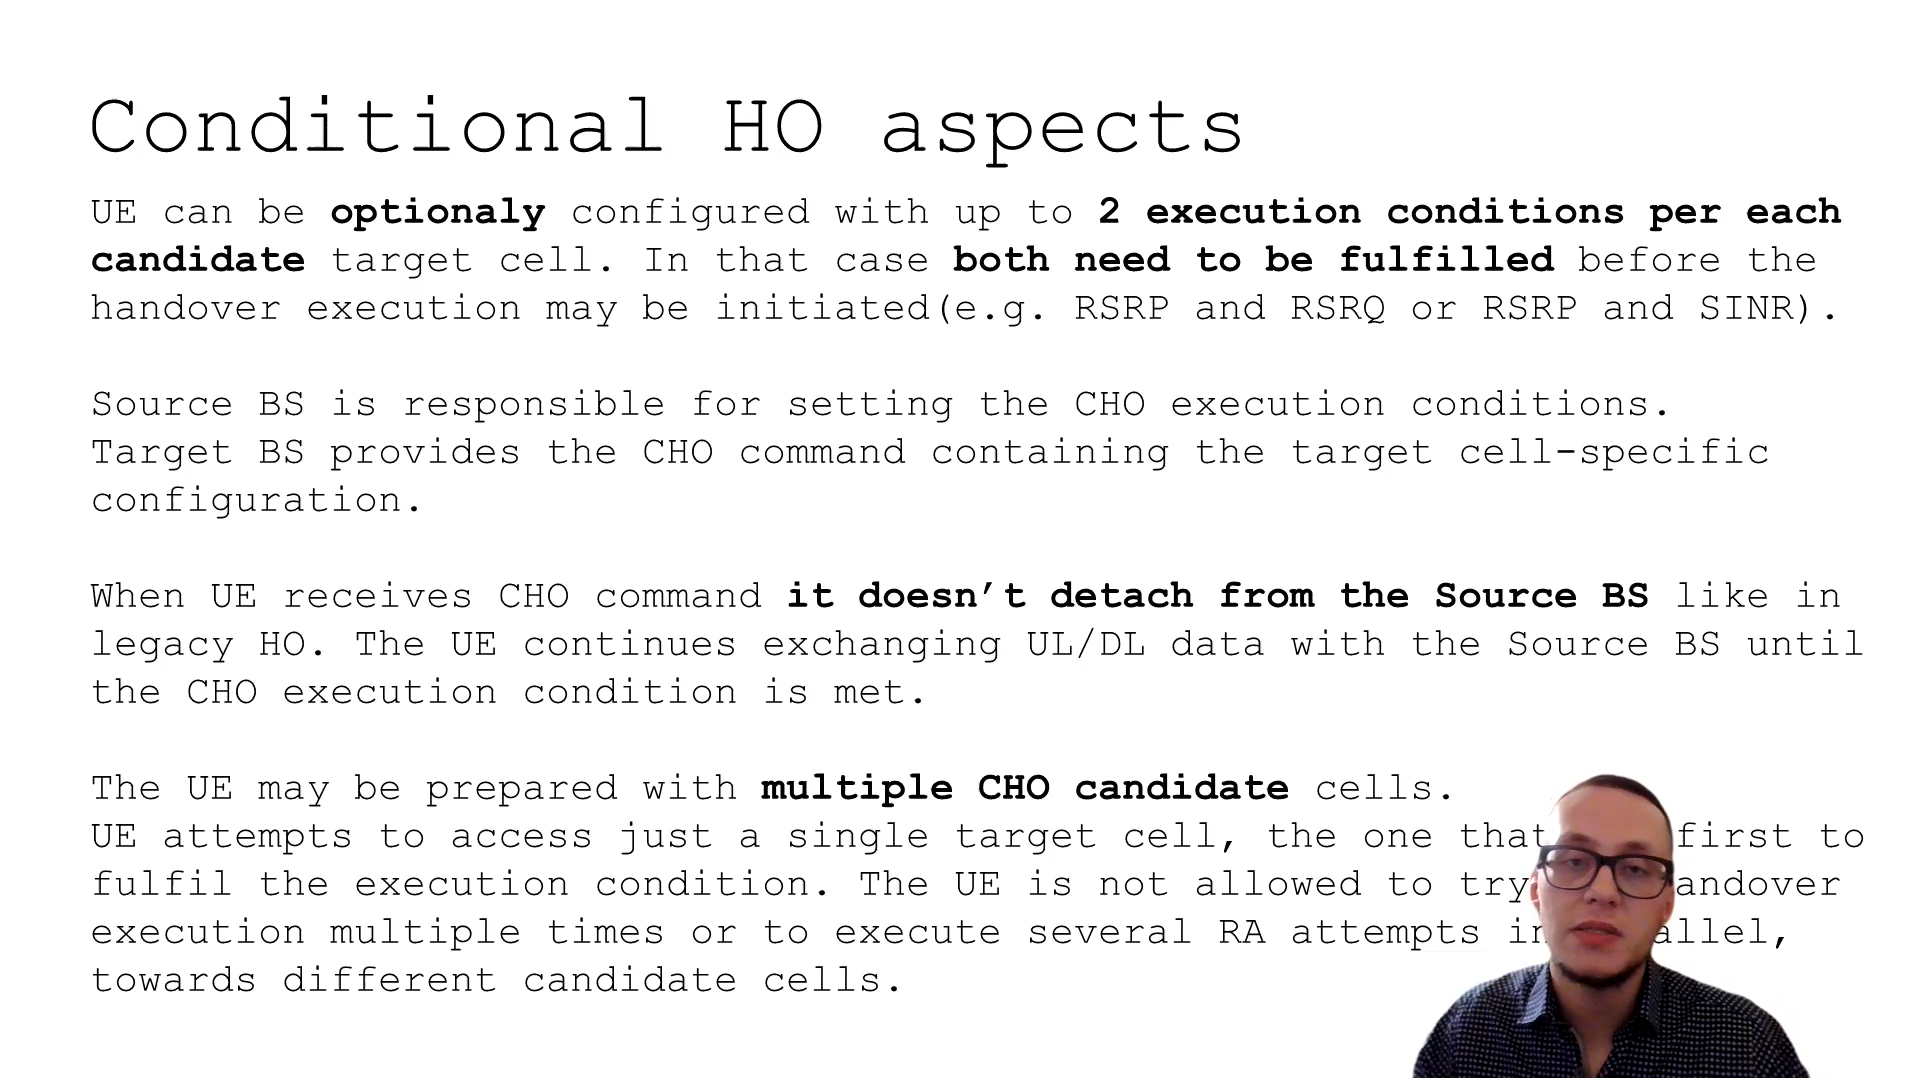 Conditional HO aspects
UE can be optionaly configured with up to 2 execution conditions per each
candidate target cell. In that case both need to be fulfilled before the
handover execution may be initiated(e.g. RSRP and RSRQ or RSRP and SINR).
Source BS is responsible for setting the CHO execution conditions.
Target BS provides the CHO command containing the target cell-specific
configuration.
When UE receives CHO command it doesn’t detach from the Source BS like in
legacy HO. The UE continues exchanging UL/DL data with the Source BS until
the CHO execution condition is met.
The UE may be prepared with multiple CHO candidate cells.
UE attempts to access just a single target cell, the one that first to
fulfil the execution condition. The UE is not allowed to try andover
execution multiple times or to execute several RA attempts in allel,
towards different candidate cells.